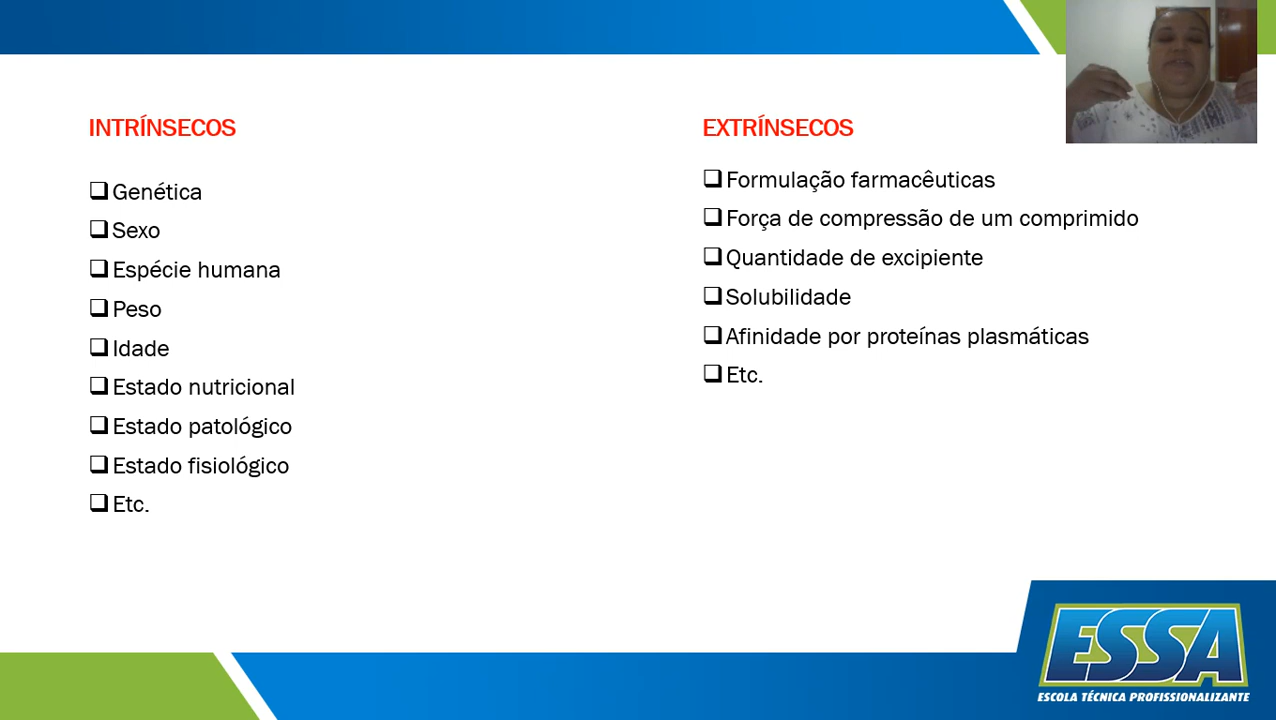 INTRÍNSECOS
Genética
Sexo
Espécie humana
Peso
Idade
Estado nutricional
Estado patológico
Estado fisiológico
Etc.
EXTRÍNSECOS
Formulação farmacêuticas
Força de compressão de um comprimido
Quantidade de excipiente
Solubilidade
Afinidade por proteínas plasmáticas
Etc.
ESSA
ESCOLA TÉCNICA PROFISSIONALIZANTE